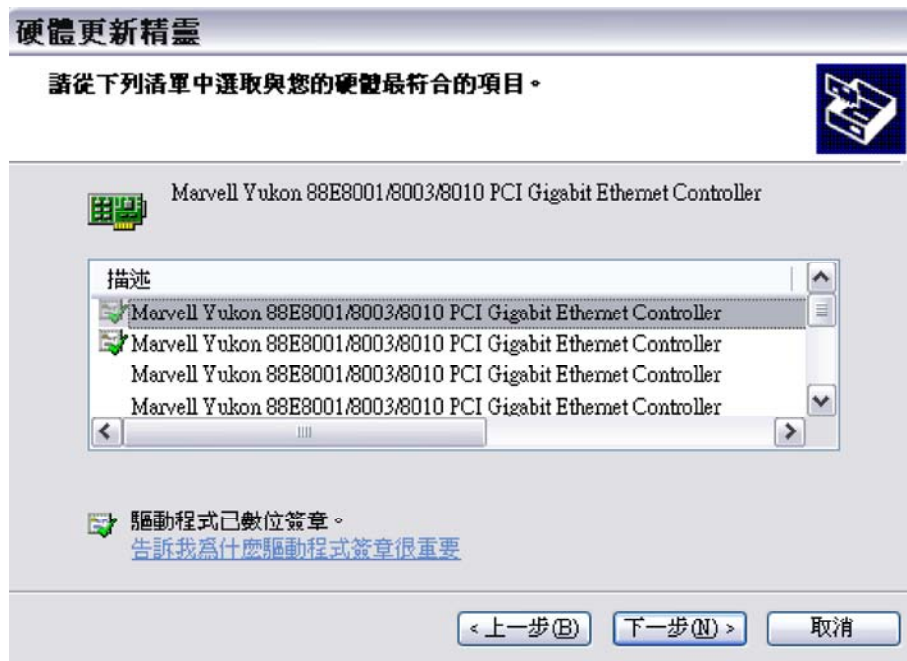 硬體更新精靈
請從下列清單中選取與您的硬體最符合的項目。
Marvell Yukon 88E8001/8003/8010 PCI Gigabit Ethernet Controller
描述
Marvell Yukon 88E8001/8003/8010 PCI Gigabit Ethernet Controller
Marvell Yukon 88E8001/8003/8010 PCI Gigabit Ethernet Controller
Marvell Yukon 88E8001/8003/8010 PCI Gigabit Ethernet Controller
Marvell Yukon 88E8001/8003/8010 PCI Gigabit Ethernet Controller
驅動程式已數位簽章。
告訴我為什麼驅動程式簽章很重要
<上一步(B) 下一步(N)> 取消